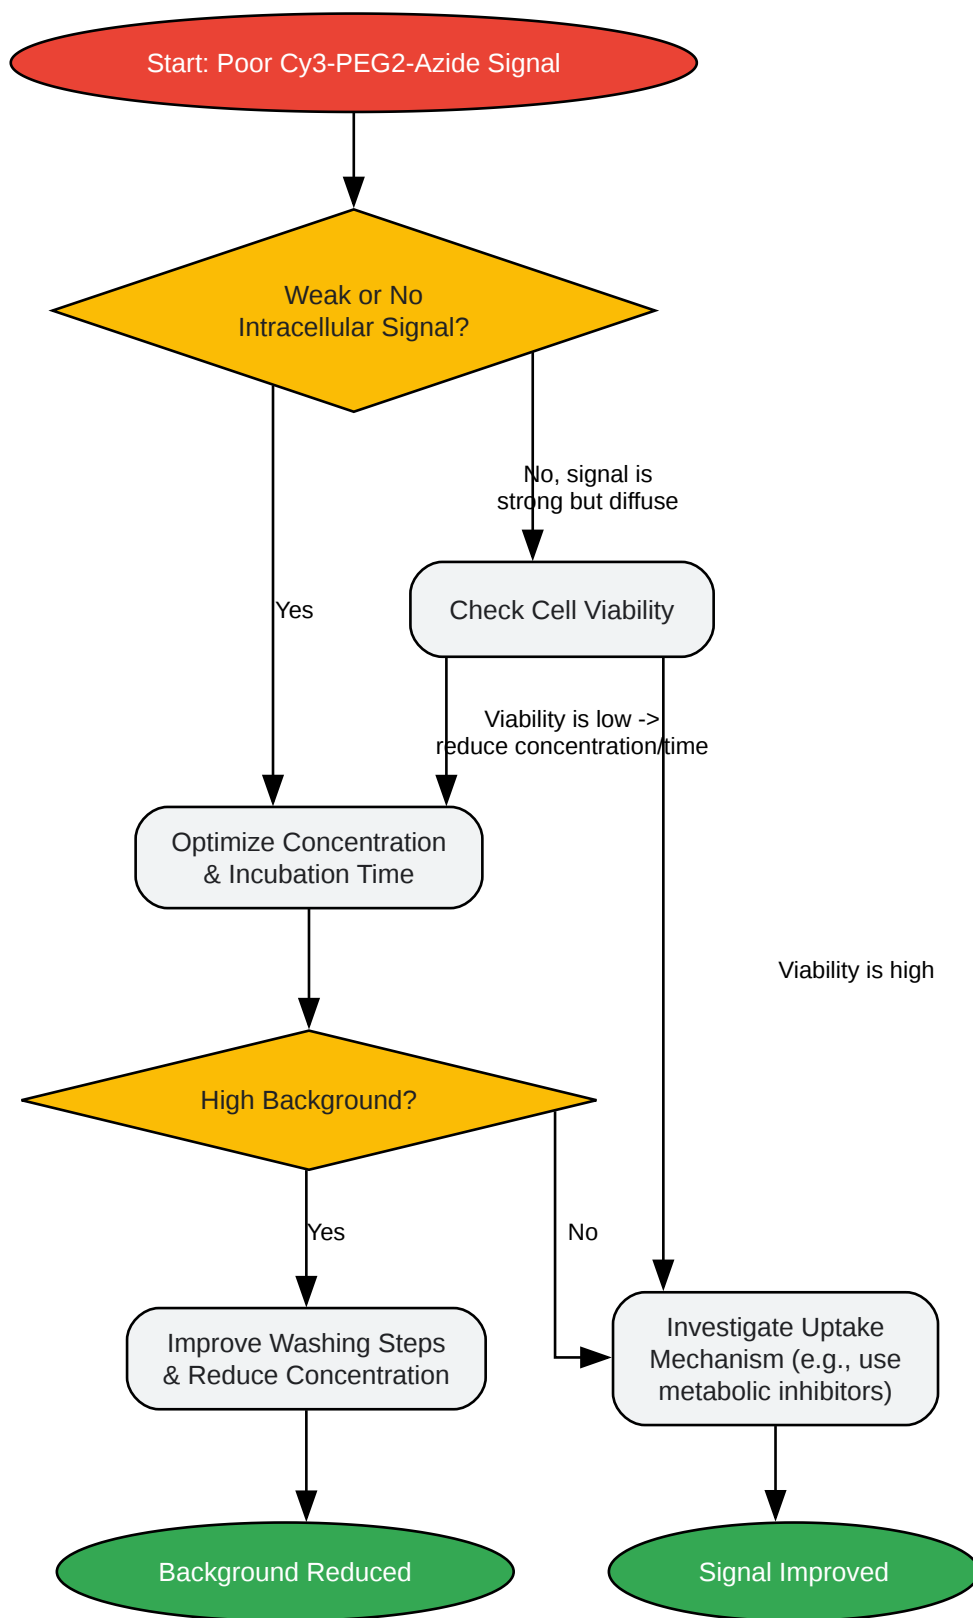 Start: Poor Cy3-PEG2-Azide Signal
Weak or No
Intracellular Signal?
No, signal is
strong but diffuse
Yes
Check Cell Viability
Viability is low ->
reduce concentration/time
Optimize Concentration
& Incubation Time
Viability is high
High Background?
Yes
No
Improve Washing Steps
& Reduce Concentration
Investigate Uptake
Mechanism (e.g., use
metabolic inhibitors)
Background Reduced
Signal Improved